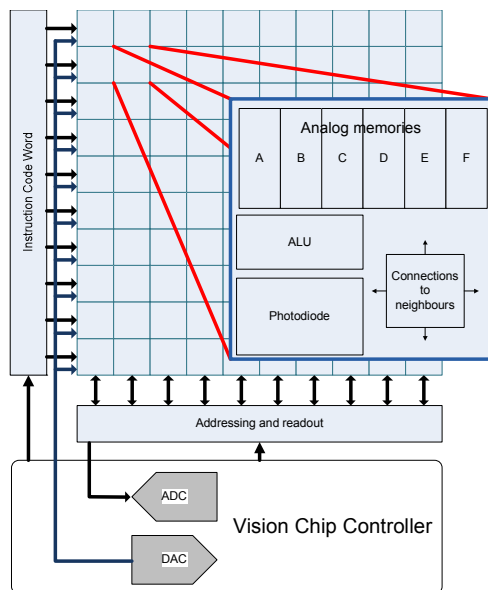 Instruction Code Word
Analog memories
A B C D E F
ALU
Photodiode
Connections
to
neighbours
Addressing and readout
ADC
Vision Chip Controller
DAC